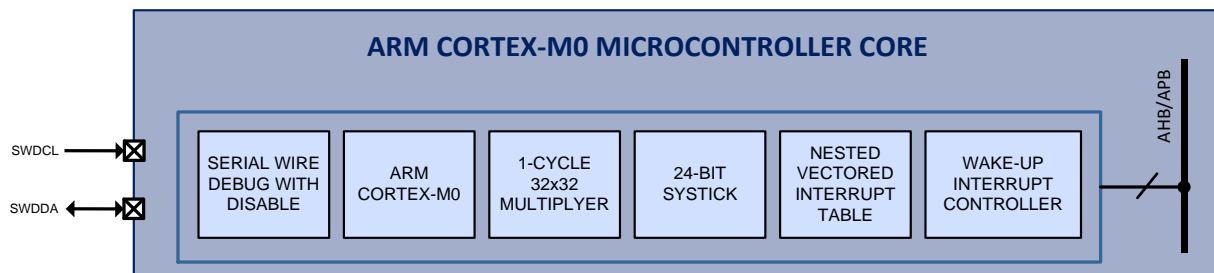 ARM CORTEX-M0 MICROCONTROLLER CORE
AHB/APB
SWDCL
SWDDA
SERIAL WIRE
DEBUG WITH
DISABLE
ARM
CORTEX-M0
1-CYCLE
32x32
MULTIPLYER
24-BIT
SYSTICK
NESTED
VECTORED
INTERRUPT
TABLE
WAKE-UP
INTERRUPT
CONTROLLER